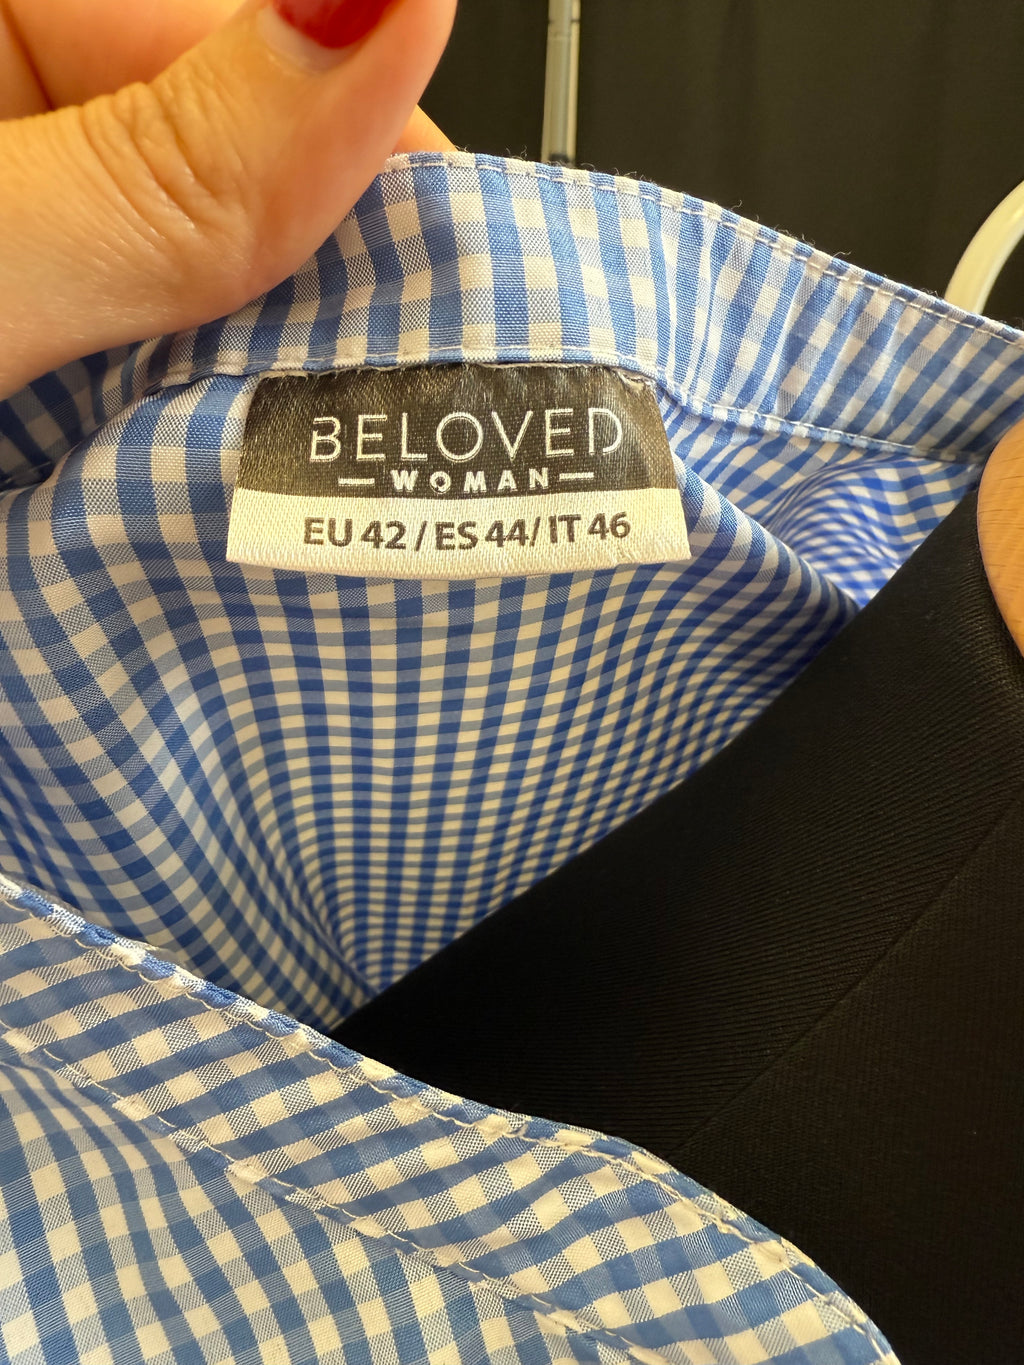 BELOVED
WOMAN
EU 42 / ES 44 / IT 46